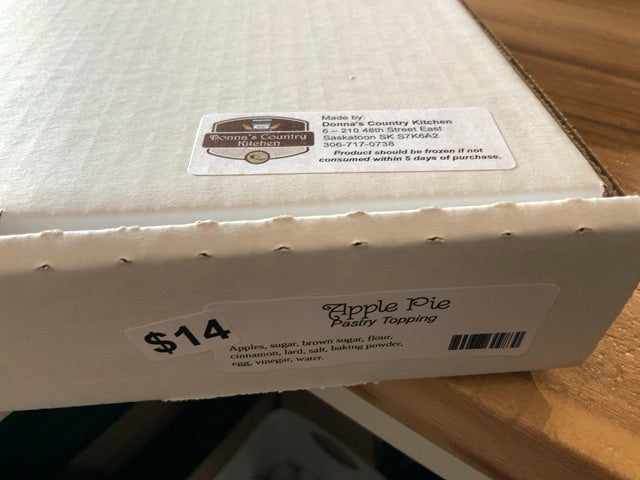 Donna's Country
Kitchen
Made by:
Donna's Country Kitchen
6 – 210 48th Street East
Saskatoon SK S7K6A2
306-717-0738
Product should be frozen if not
consumed within 5 days of purchase.
Apple Pie
Pastry Topping
$14
Apples, sugar, brown sugar, flour,
cinnamon, lard, salt, baking powder,
egg, vinegar, water.